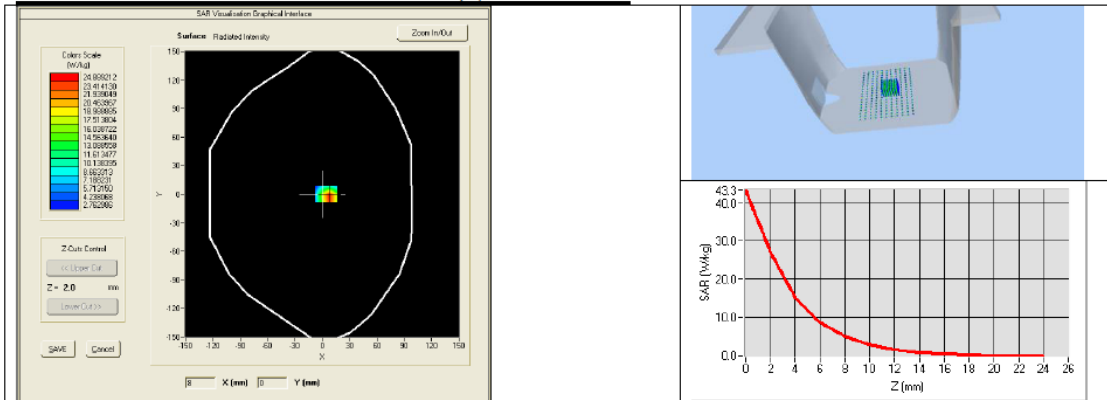 SAR Visualisation Graphical Interface
Surface Radiated Intensity
Zoom In/Out
Colors Scale
(W/kg)
24.888212
23.414130
21.939049
20.463967
18.988885
17.513804
16.038722
14.563640
13.088558
11.613477
10.138395
8.663313
7.188231
5.713150
4.238068
2.762986
150
120
90
60
30
0
-30
-60
-90
-120
-150
Y
-150 -120 -90 -60 -30 0 30 60 90 120 150
X
Z-Cuts Control
<< Upper Cut
Z = 2.0 mm
Lower Cut >>
SAVE Cancel
8 X (mm) 0 Y (mm)
43.3
40.0
30.0
20.0
10.0
0.0
SAR (W/kg)
0 2 4 6 8 10 12 14 16 18 20 22 24 26
Z (mm)